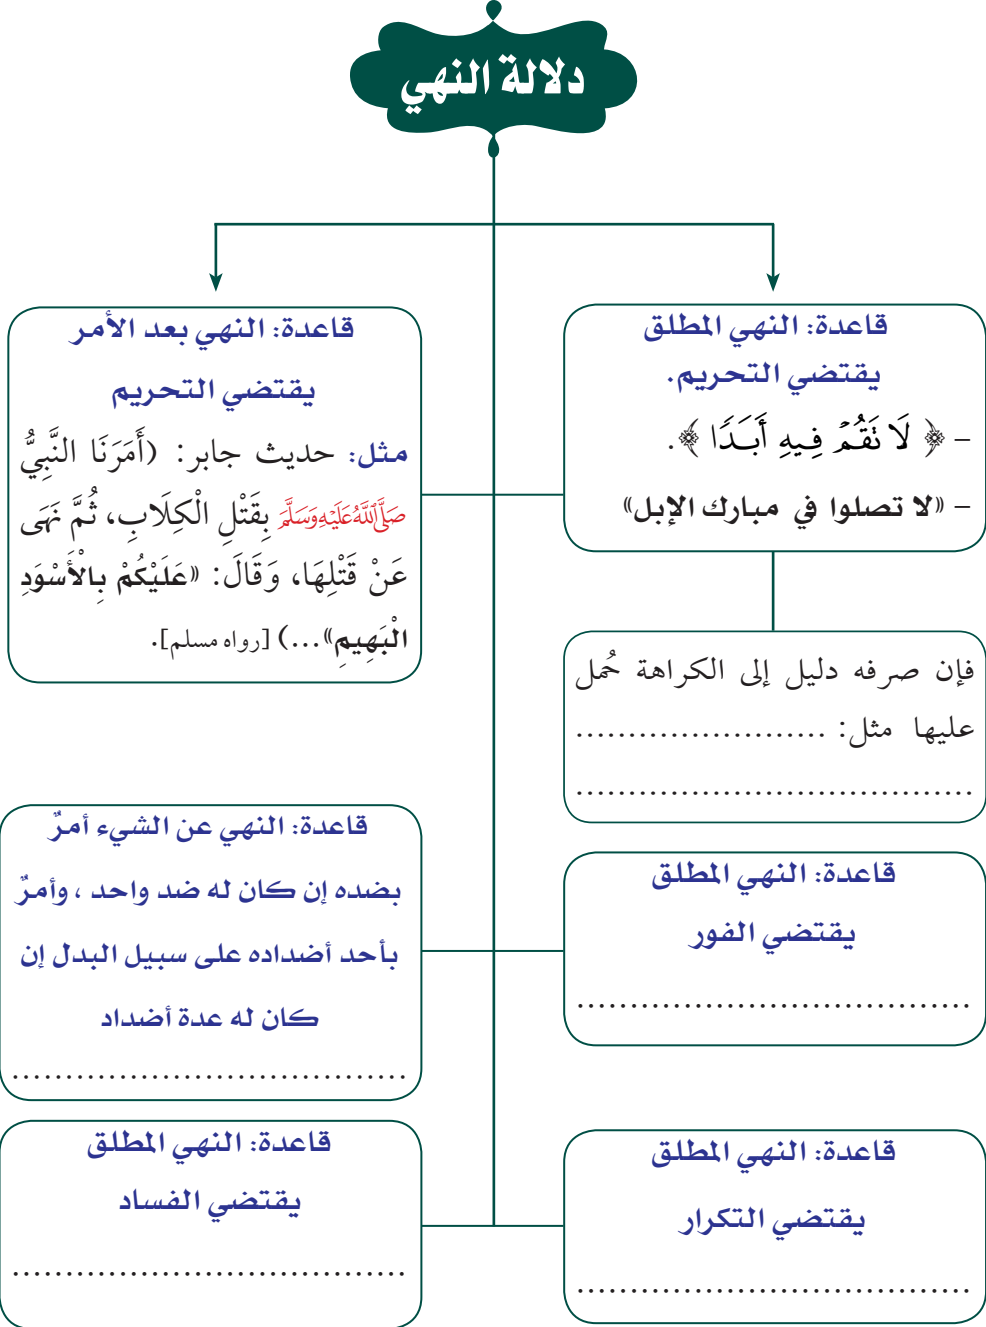 دلالة النهي
قاعدة: النهي المطلق
يقتضي التحريم.
– ﴿ لَا تَقُمْ فِيهِ أَبَدًا ﴾.
– «لا تصلوا في مبارك الإبل»
قاعدة: النهي بعد الأمر
يقتضي التحريم
مثل: حديث جابر: (أَمَرَنَا النَّبِيُّ
صَلَّى اللَّهُ عَلَيْهِ وَسَلَّمَ بِقَتْلِ الْكِلَابِ، ثُمَّ نَهَى
عَنْ قَتْلِهَا، وَقَالَ: «عَلَيْكُمْ بِالْأَسْوَدِ
الْبَهِيمِ»...) [رواه مسلم].
فإن صرفه دليل إلى الكراهة حُمل
عليها مثل: ........................
......................................
قاعدة: النهي المطلق
يقتضي الفور
......................................
قاعدة: النهي عن الشيء أمرٌ
بضده إن كان له ضد واحد ، وأمرٌ
بأحد أضداده على سبيل البدل إن
كان له عدة أضداد
......................................
قاعدة: النهي المطلق
يقتضي التكرار
......................................
قاعدة: النهي المطلق
يقتضي الفساد
......................................